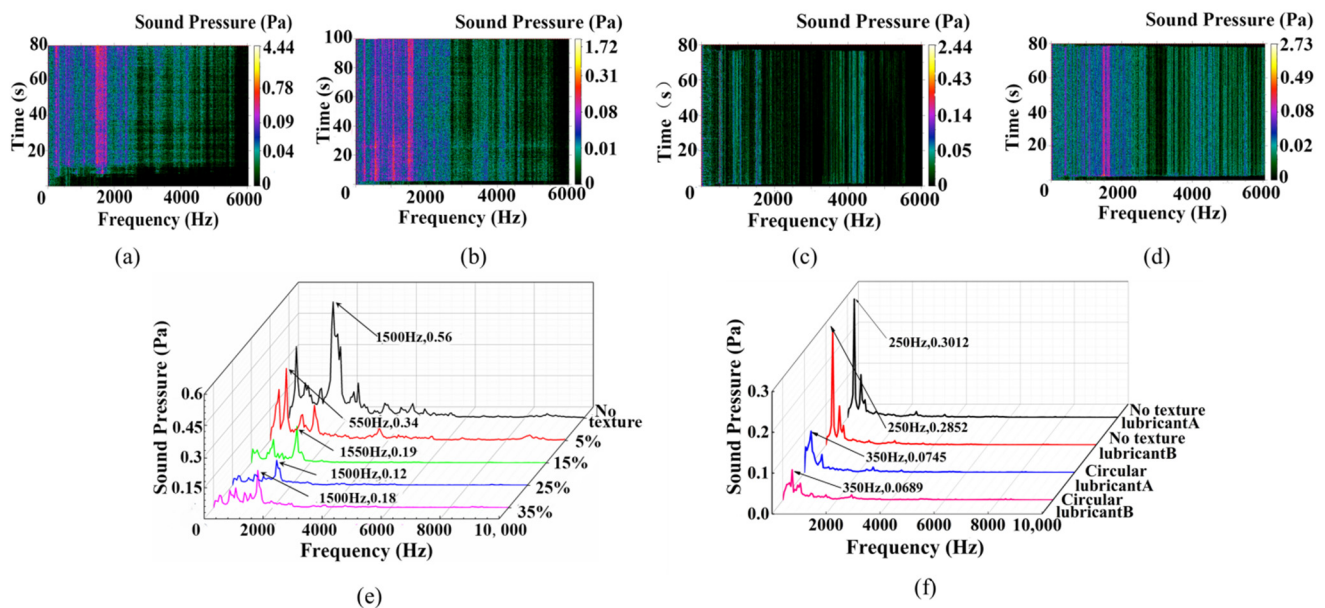 Sound Pressure (Pa)
80
60
40
20
0
2000
4000
6000
4.44
0.78
0.09
0.04
0
Time (s)
Frequency (Hz)
(a)
Sound Pressure (Pa)
100
80
60
40
20
0
0
2000
4000
6000
1.72
0.31
0.08
0.01
0
Time (s)
Frequency (Hz)
(b)
Sound Pressure (Pa)
80
60
40
20
0
0
2000
4000
6000
2.44
0.43
0.14
0.05
0
Time (s)
Frequency (Hz)
(c)
Sound Pressure (Pa)
80
60
40
20
0
0
2000
4000
6000
2.73
0.49
0.08
0.02
0
Time (s)
Frequency (Hz)
(d)
Sound Pressure (Pa)
0.6
0.45
0.3
0.15
0
2000
4000
6000
8000
10, 000
Frequency (Hz)
1500Hz,0.56
550Hz,0.34
1550Hz,0.19
1500Hz,0.12
1500Hz,0.18
No
texture
5%
15%
25%
35%
(e)
Sound Pressure (Pa)
0.3
0.2
0.1
0.0
2000
4000
6000
8000
10,000
Frequency (Hz)
250Hz,0.3012
250Hz,0.2852
350Hz,0.0745
350Hz,0.0689
No texture
lubricantA
No texture
lubricantB
Circular
lubricantA
Circular
lubricantB
(f)